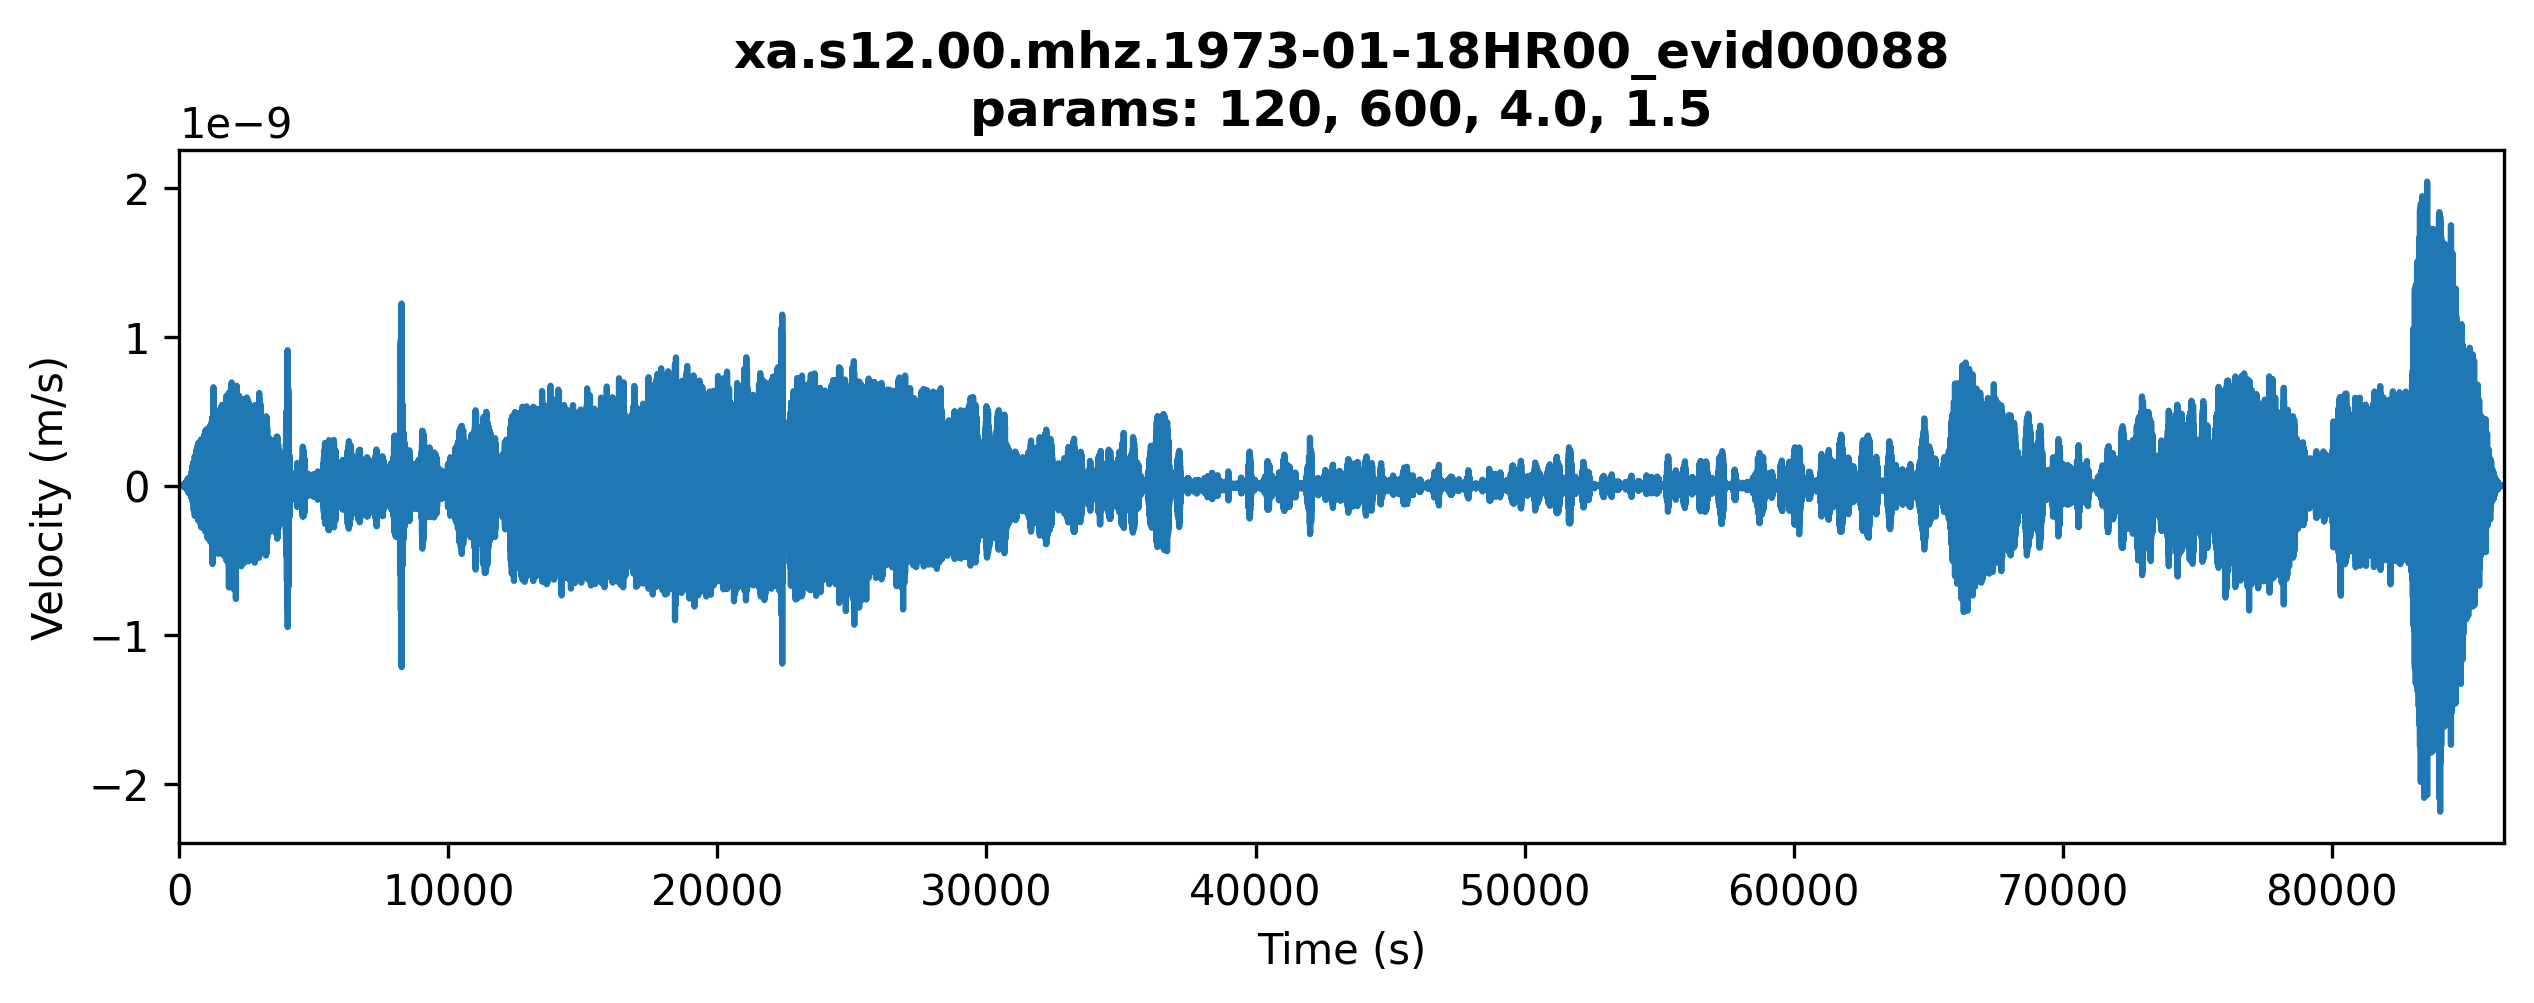 xa.s12.00.mhz.1973-01-18HR00_evid00088
params: 120, 600, 4.0, 1.5
1e−9
2
1
0
−1
−2
Velocity (m/s)
0 10000 20000 30000 40000 50000 60000 70000 80000
Time (s)